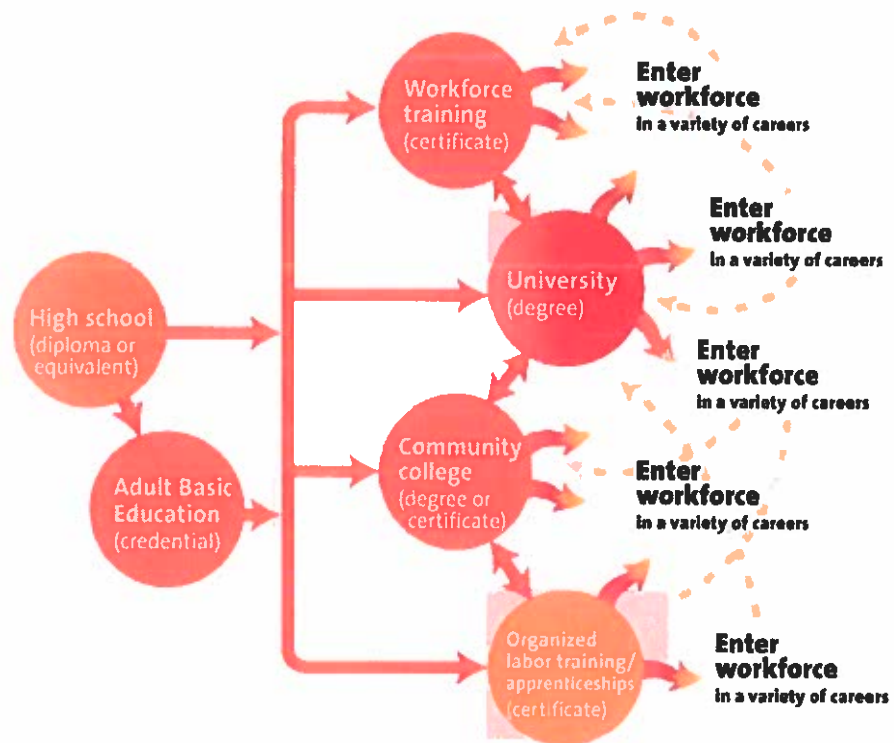 Workforce
training
(certificate)
Enter
workforce
in a variety of careers
Enter
workforce
in a variety of careers
University
(degree)
High school
(diploma or
equivalent)
Enter
workforce
in a variety of careers
Community
college
(degree or
certificate)
Enter
workforce
in a variety of careers
Adult Basic
Education
(credential)
Organized
labor training/
apprenticeships
(certificate)
Enter
workforce
in a variety of careers